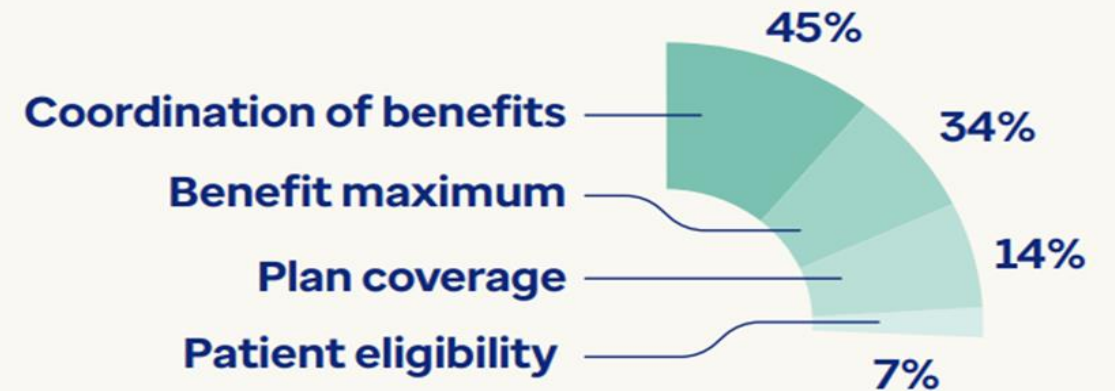 45%
Coordination of benefits
34%
Benefit maximum
14%
Plan coverage
Patient eligibility
7%